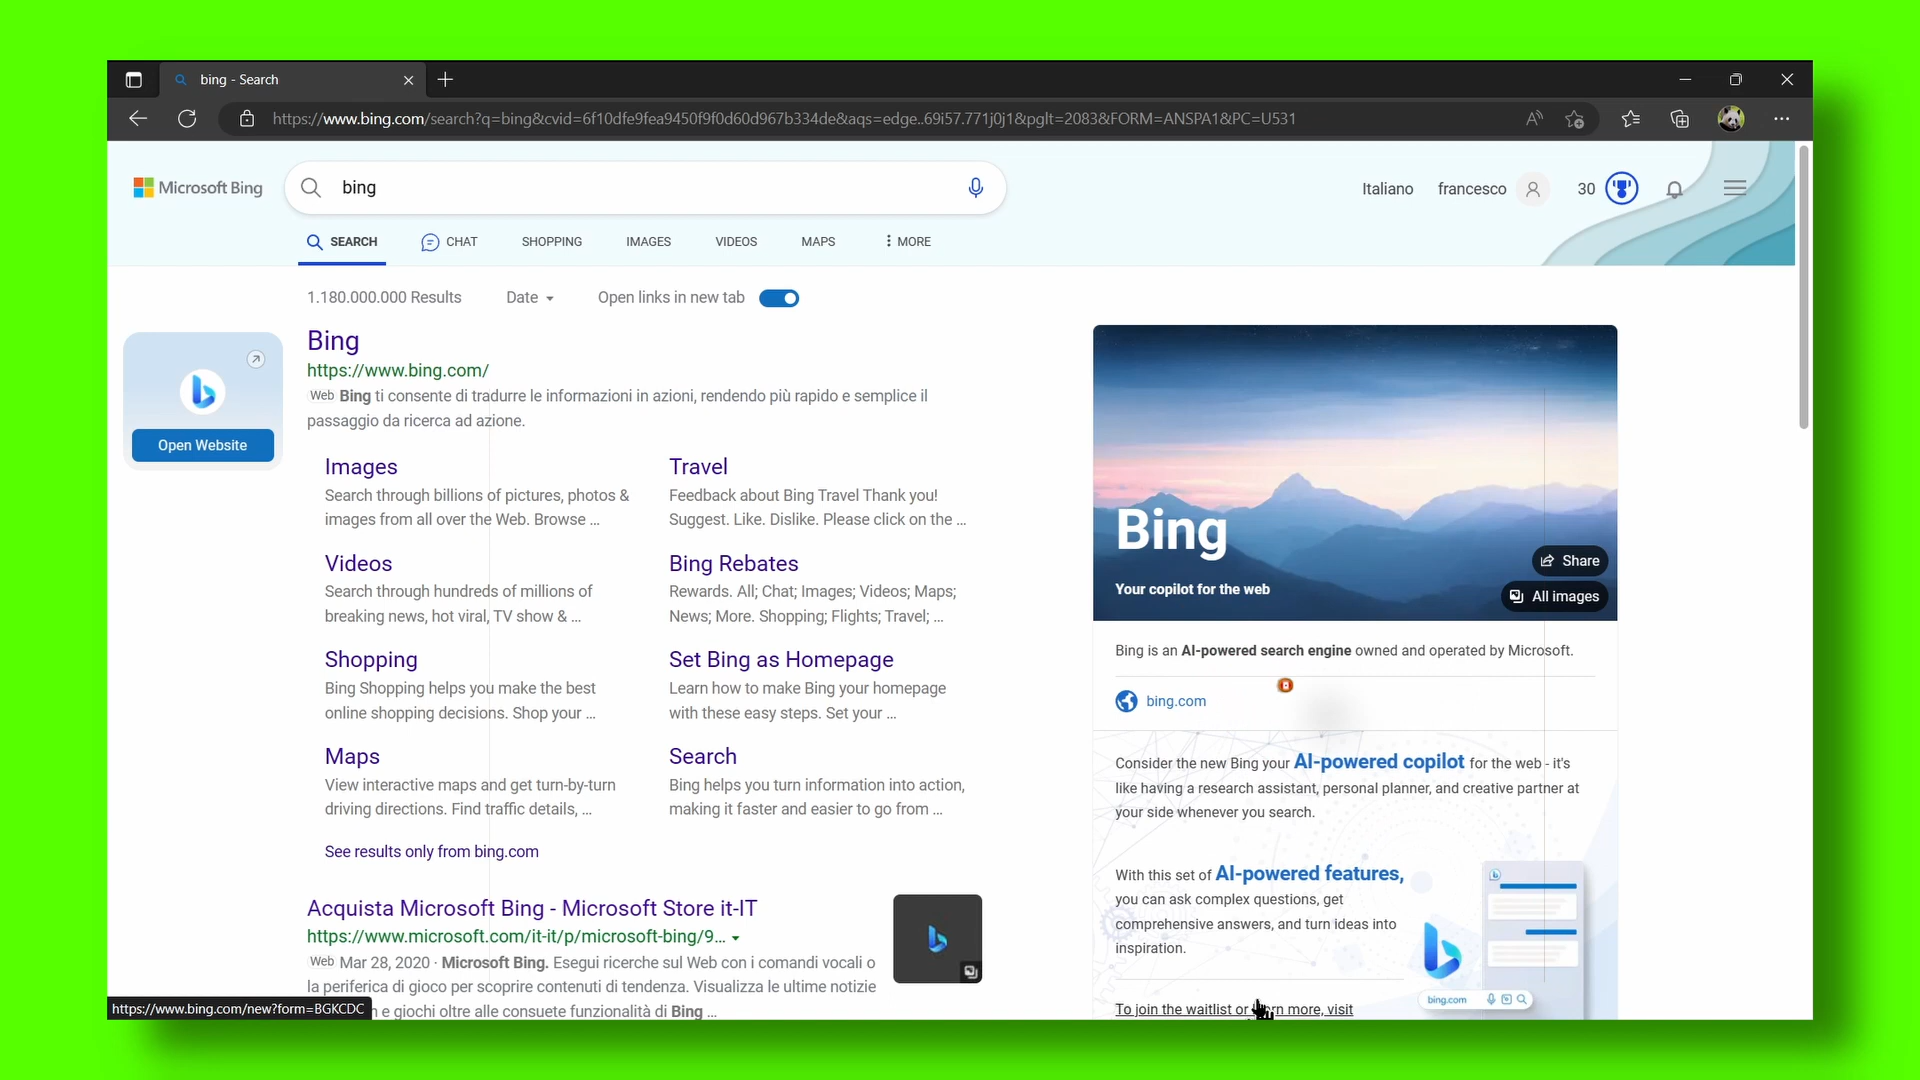 bing - Search
https://www.bing.com/search?q=bing&cvid=6f10dfe9fea9450f9f0d60d967b334de&aqs=edge..69i57.771j0j1&pglt=2083&FORM=ANSPA1&PC=U531
Microsoft Bing
bing
Italiano francesco 30
SEARCH CHAT SHOPPING IMAGES VIDEOS MAPS MORE
1.180.000.000 Results Date Open links in new tab
Open Website
Bing
https://www.bing.com/
Web Bing ti consente di tradurre le informazioni in azioni, rendendo più rapido e semplice il
passaggio da ricerca ad azione.
Images
Search through billions of pictures, photos &
images from all over the Web. Browse ...
Travel
Feedback about Bing Travel Thank you!
Suggest. Like. Dislike. Please click on the ...
Videos
Search through hundreds of millions of
breaking news, hot viral, TV show & ...
Bing Rebates
Rewards. All; Chat; Images; Videos; Maps;
News; More. Shopping; Flights; Travel; ...
Shopping
Bing Shopping helps you make the best
online shopping decisions. Shop your ...
Set Bing as Homepage
Learn how to make Bing your homepage
with these easy steps. Set your ...
Maps
View interactive maps and get turn-by-turn
driving directions. Find traffic details, ...
Search
Bing helps you turn information into action,
making it faster and easier to go from ...
See results only from bing.com
Acquista Microsoft Bing - Microsoft Store it-IT
https://www.microsoft.com/it-it/p/microsoft-bing/9...
Web Mar 28, 2020 · Microsoft Bing. Esegui ricerche sul Web con i comandi vocali o
la periferica di gioco per scoprire contenuti di tendenza. Visualizza le ultime notizie
e giochi oltre alle consuete funzionalità di Bing ...
https://www.bing.com/new?form=BGKCDC
Bing
Your copilot for the web
Share
All images
Bing is an AI-powered search engine owned and operated by Microsoft.
bing.com
Consider the new Bing your AI-powered copilot for the web - it's
like having a research assistant, personal planner, and creative partner at
your side whenever you search.
With this set of AI-powered features,
you can ask complex questions, get
comprehensive answers, and turn ideas into
inspiration.
To join the waitlist or more, visit
bing.com